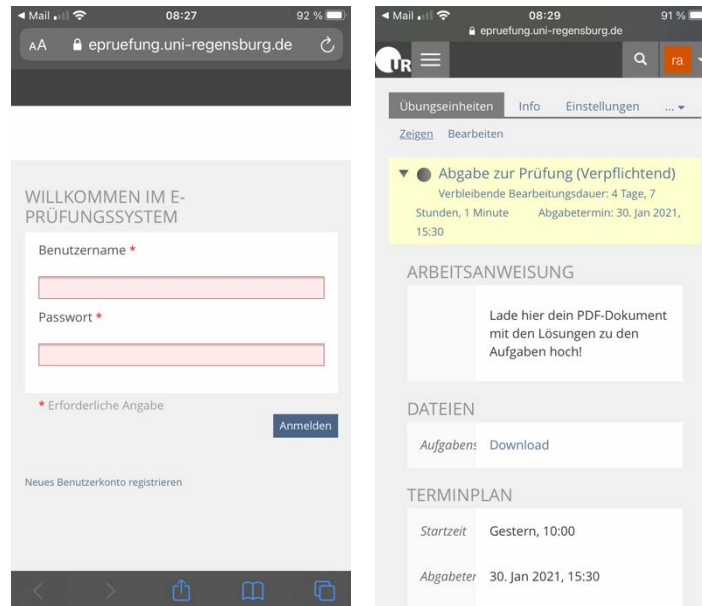 Mail
08:27
92 %
AA
epruefung.uni-regensburg.de
WILLKOMMEN IM E-
PRÜFUNGSSYSTEM
Benutzername *
Passwort *
* Erforderliche Angabe
Anmelden
Neues Benutzerkonto registrieren
Mail
08:29
91 %
epruefung.uni-regensburg.de
UR
ra
Übungseinheiten Info Einstellungen ...
Zeigen Bearbeiten
Abgabe zur Prüfung (Verpflichtend)
Verbleibende Bearbeitungsdauer: 4 Tage, 7
Stunden, 1 Minute Abgabetermin: 30. Jan 2021,
15:30
ARBEITSANWEISUNG
Lade hier dein PDF-Dokument
mit den Lösungen zu den
Aufgaben hoch!
DATEIEN
Aufgabens Download
TERMINPLAN
Startzeit Gestern, 10:00
Abgabeter 30. Jan 2021, 15:30